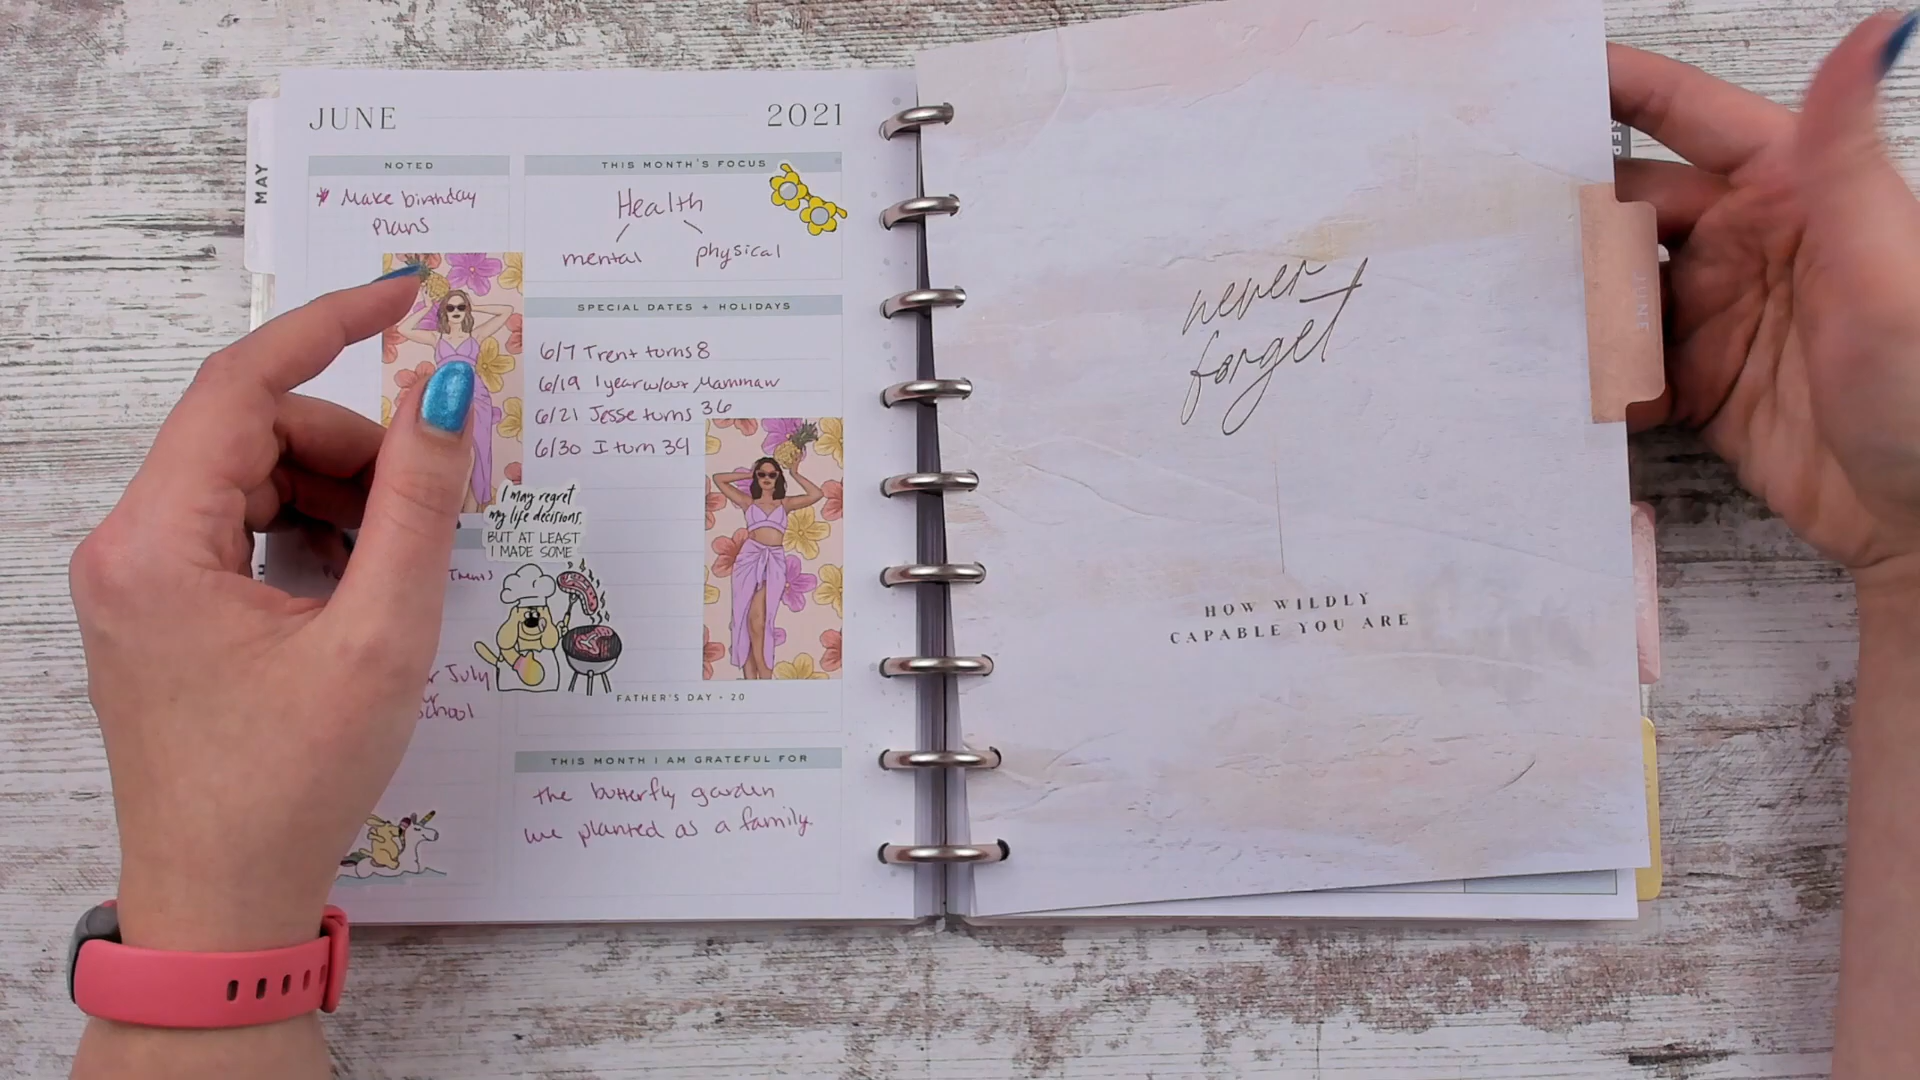 JUNE 2021
MAY
NOTED
* Make birthday
plans
THIS MONTH'S FOCUS
Health
mental physical
SPECIAL DATES + HOLIDAYS
6/7 Trent turns 8
6/19 1 year w/out Mammaw
6/21 Jesse turns 36
6/30 I turn 34
I may regret
my life decisions,
BUT AT LEAST
I MADE SOME
Trent's
July
School
FATHER'S DAY • 20
THIS MONTH I AM GRATEFUL FOR
the butterfly garden
we planted as a family
never
forget
HOW WILDLY
CAPABLE YOU ARE
SEP
JUNE